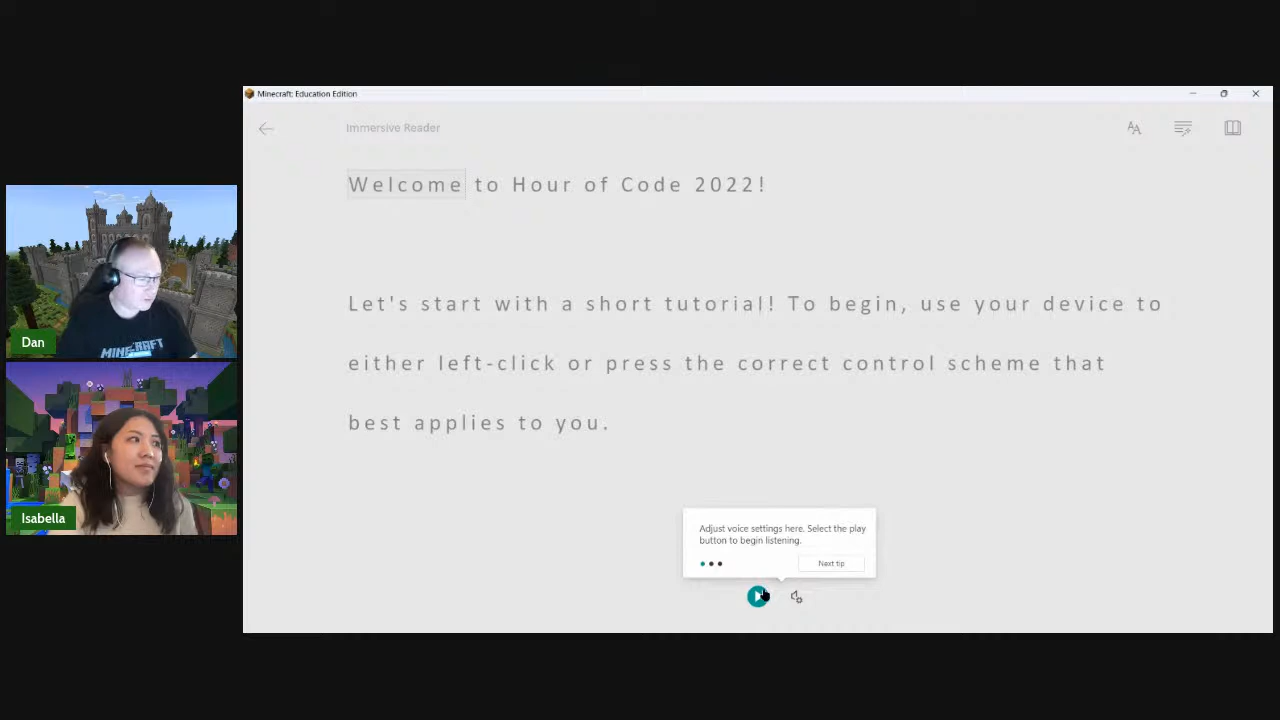 Minecraft: Education Edition
Immersive Reader
Welcome to Hour of Code 2022!
Let's start with a short tutorial! To begin, use your device to
either left-click or press the correct control scheme that
best applies to you.
Adjust voice settings here. Select the play
button to begin listening.
Next tip
Dan
MINECRAFT
Isabella